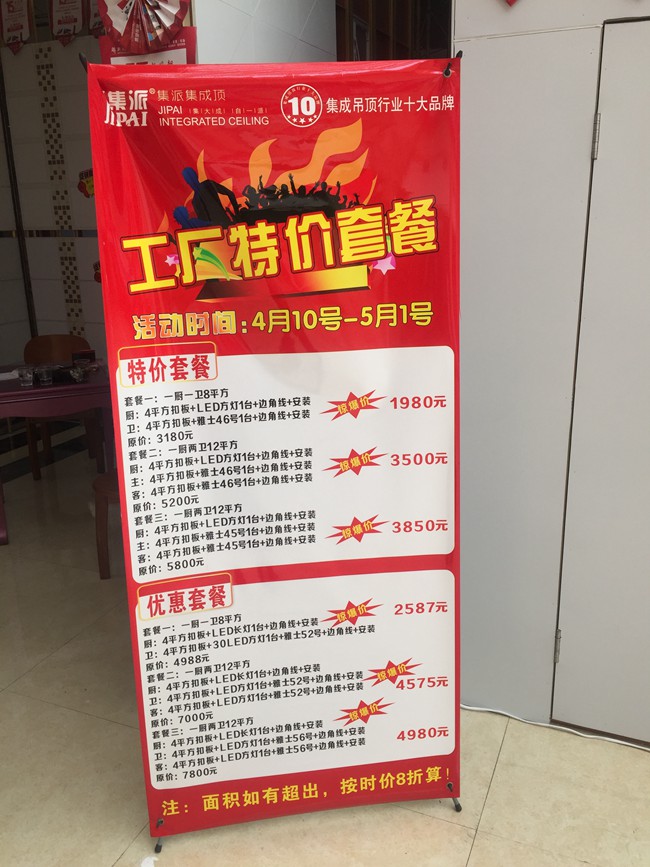 集派® 集派集成顶
JIPAI JIPAI (集|大|成|自|一|派)
INTEGRATED CEILING
10 集成吊顶行业十大品牌
工厂特价套餐
活动时间:4月10号-5月1号
特价套餐
套餐一:一厨一卫8平方
厨:4平方扣板+LED方灯1台+边角线+安装
卫:4平方扣板+雅士46号1台+边角线+安装
惊爆价 1980元
原价:3180元
套餐二:一厨两卫12平方
厨:4平方扣板+LED方灯1台+边角线+安装
主:4平方扣板+雅士46号1台+边角线+安装
客:4平方扣板+雅士46号1台+边角线+安装
惊爆价 3500元
原价:5200元
套餐三:一厨两卫12平方
厨:4平方扣板+LED方灯1台+边角线+安装
主:4平方扣板+雅士45号1台+边角线+安装
客:4平方扣板+雅士45号1台+边角线+安装
惊爆价 3850元
原价:5800元
优惠套餐
套餐一:一厨一卫8平方
厨:4平方扣板+LED长灯1台+边角线+安装
卫:4平方扣板+30LED方灯1台+雅士52号+边角线+安装
惊爆价 2587元
原价:4988元
套餐二:一厨两卫12平方
厨:4平方扣板+LED长灯1台+边角线+安装
卫:4平方扣板+LED方灯1台+雅士52号+边角线+安装
客:4平方扣板+LED方灯1台+雅士52号+边角线+安装
惊爆价 4575元
原价:7000元
套餐三:一厨两卫12平方
厨:4平方扣板+LED长灯1台+边角线+安装
卫:4平方扣板+LED方灯1台+雅士56号+边角线+安装
客:4平方扣板+LED方灯1台+雅士56号+边角线+安装
惊爆价 4980元
原价:7800元
注:面积如有超出,按时价8折算!